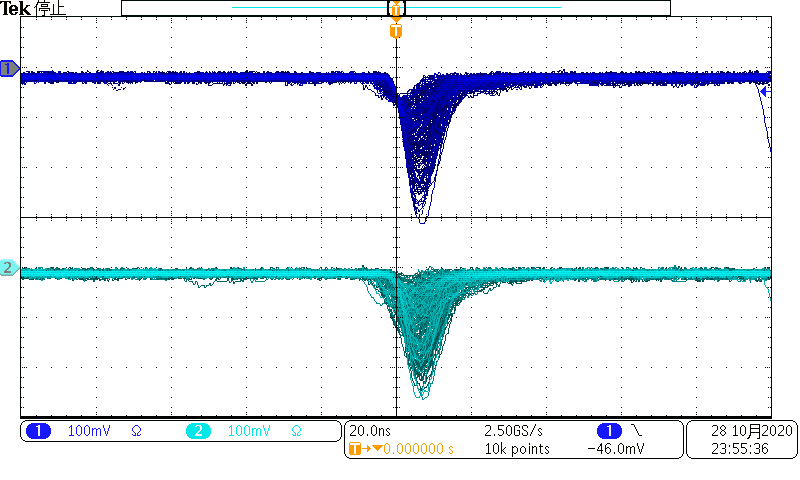 Tek 停止
T
T
1
2
1 100mV Ω 2 100mV Ω
20.0ns 2.50GS/s 1 28 10月2020
T→▼0.000000 s 10k points −46.0mV 23:55:36